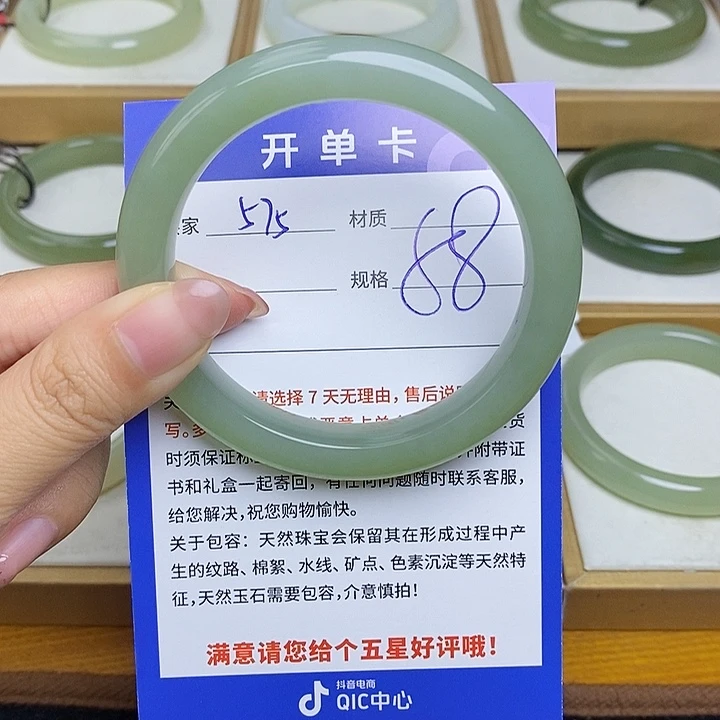 开单卡
家 575 材质
规格 68
请选择7天无理由，售后说
写。
时须保证标
附带证
书和礼盒一起寄回，有任何问题随时联系客服，
给您解决，祝您购物愉快。
关于包容：天然珠宝会保留其在形成过程中产
生的纹路、棉絮、水线、矿点、色素沉淀等天然特
征，天然玉石需要包容，介意慎拍！
满意请您给个五星好评哦！
抖音电商
QIC中心